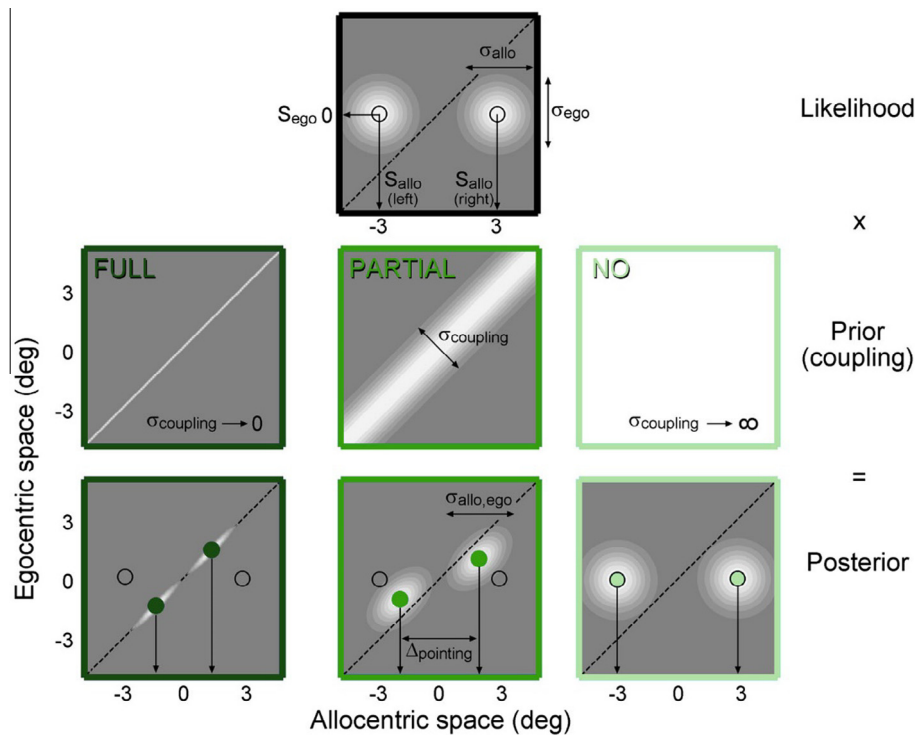 σallo
Sego 0
σego
Likelihood
Sallo
(left)
Sallo
(right)
-3 3
x
FULL
PARTIAL
NO
3
0
-3
σcoupling → 0
σcoupling
σcoupling → ∞
Prior
(coupling)
Egocentric space (deg)
=
3
0
-3
σallo,ego
Δpointing
Posterior
-3 0 3
-3 0 3
-3 0 3
Allocentric space (deg)